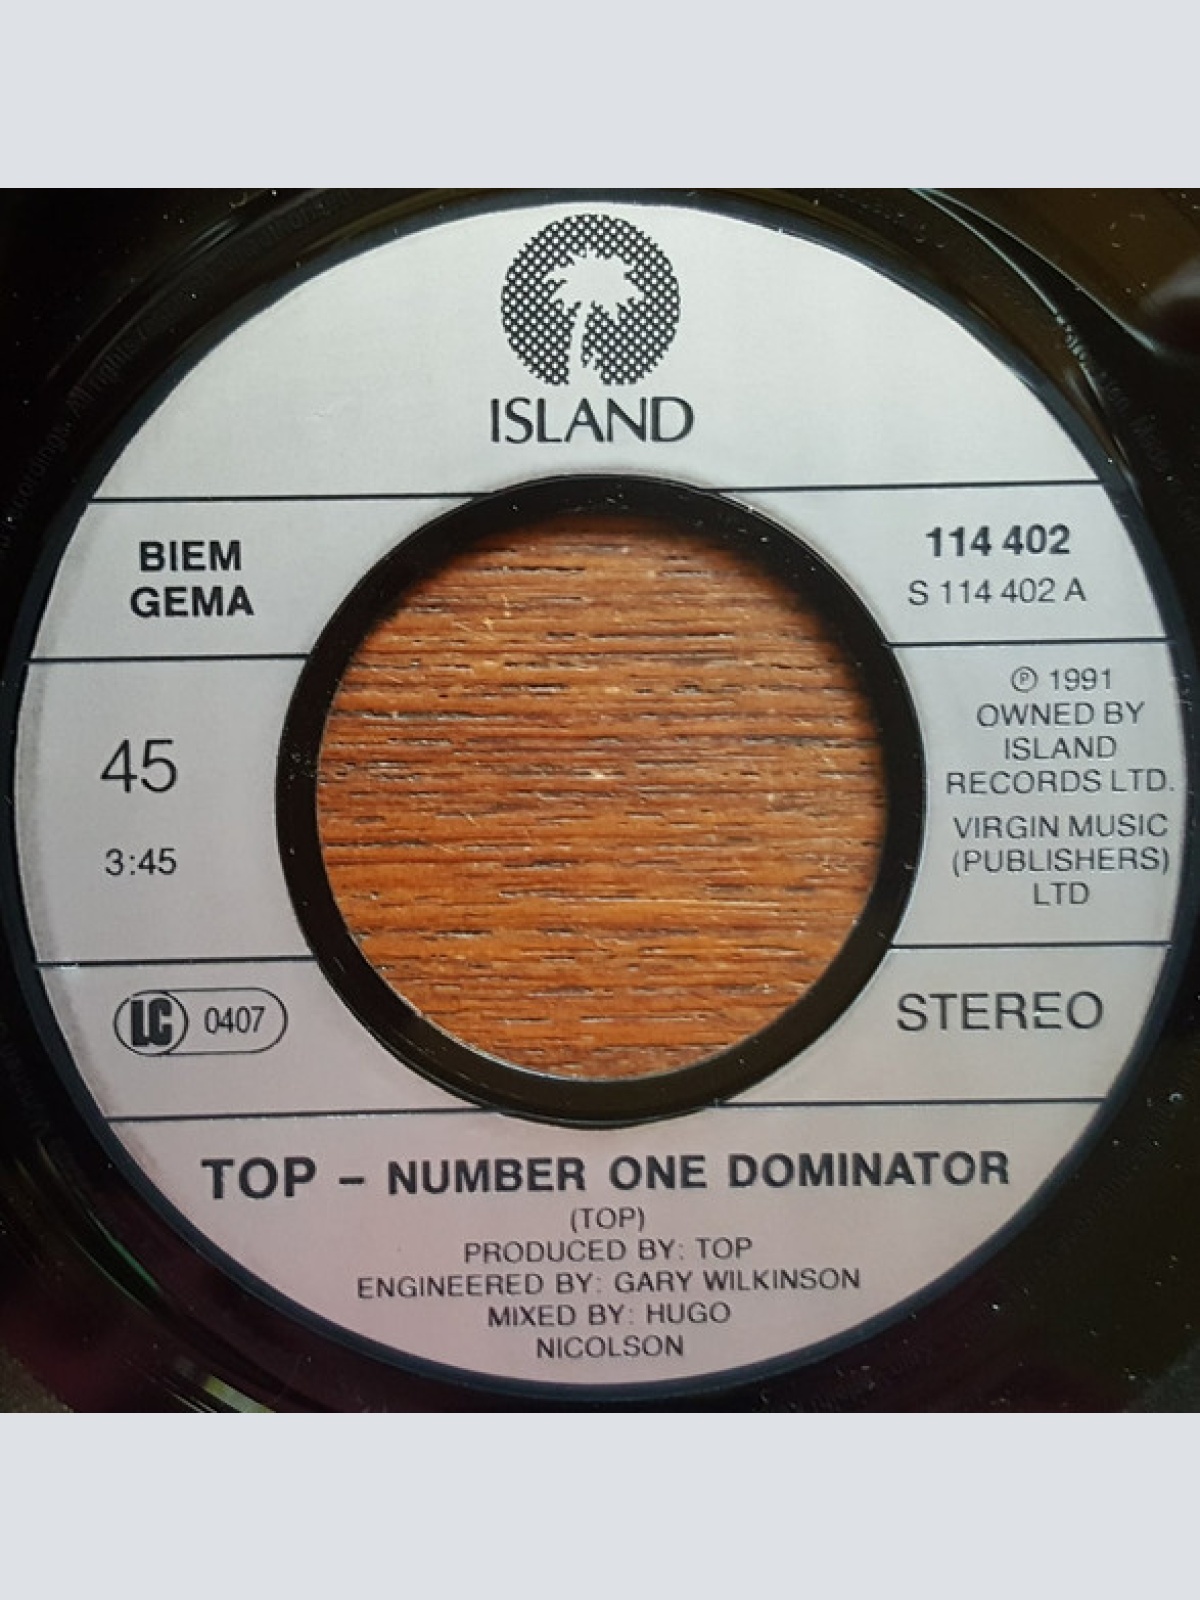 ISLAND
BIEM
GEMA
114 402
S 114 402 A
45
3:45
Ⓟ 1991
OWNED BY
ISLAND
RECORDS LTD.
VIRGIN MUSIC
(PUBLISHERS)
LTD
LC 0407
STEREO
TOP – NUMBER ONE DOMINATOR
(TOP)
PRODUCED BY: TOP
ENGINEERED BY: GARY WILKINSON
MIXED BY: HUGO
NICOLSON